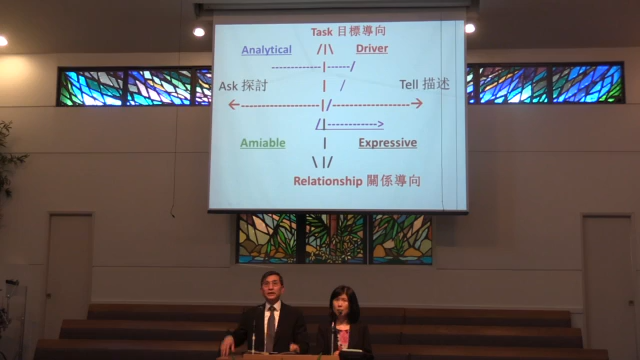 Task 目標導向
Analytical /|\ Driver
-------------|------/
Ask 探討 | / Tell 描述
←--------------------|/--------------------→
/|------------>
Amiable | Expressive
\ |/
Relationship 關係導向